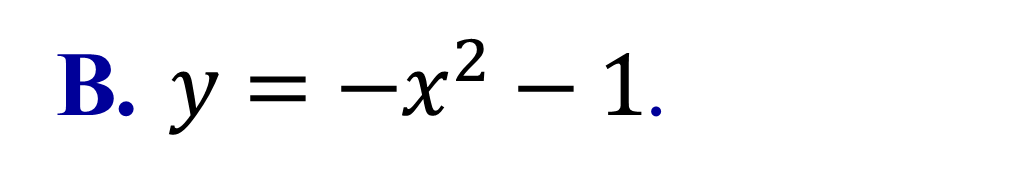 B. y = −x² − 1.